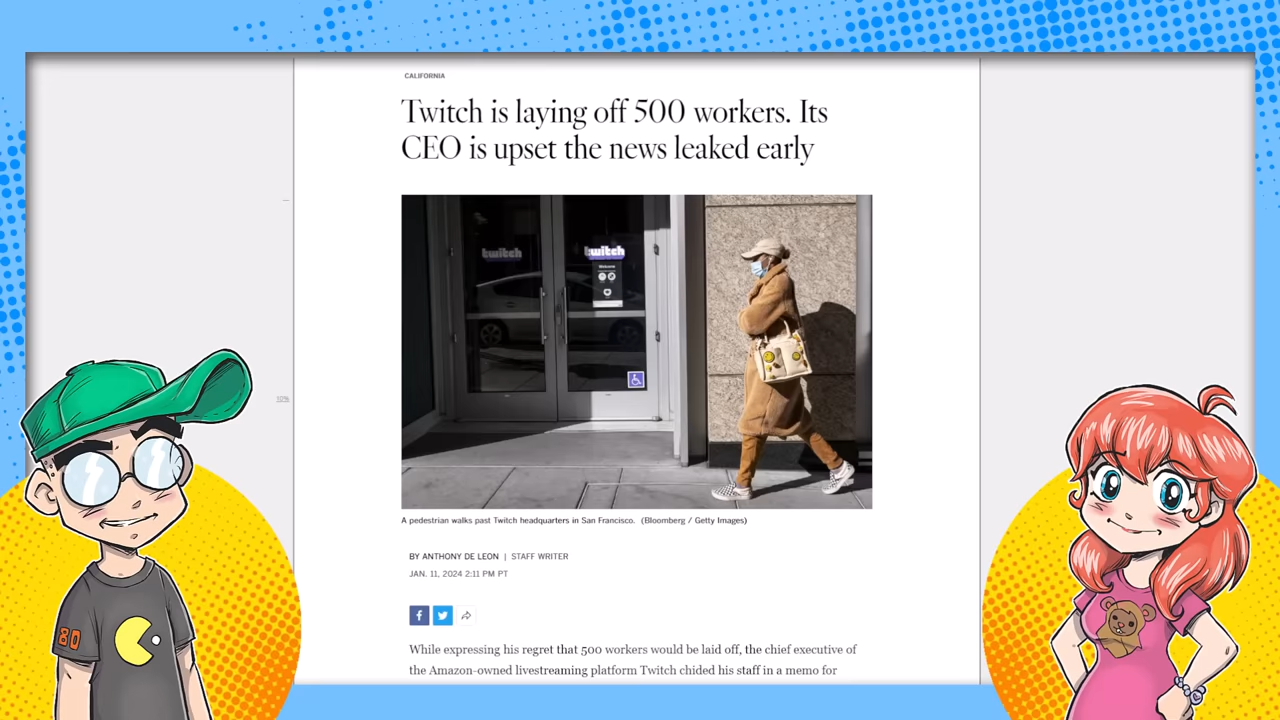 CALIFORNIA
Twitch is laying off 500 workers. Its
CEO is upset the news leaked early
twitch
twitch
Welcome
10%
A pedestrian walks past Twitch headquarters in San Francisco. (Bloomberg / Getty Images)
BY ANTHONY DE LEON | STAFF WRITER
JAN. 11, 2024 2:11 PM PT
f
While expressing his regret that 500 workers would be laid off, the chief executive of
the Amazon-owned livestreaming platform Twitch chided his staff in a memo for
80